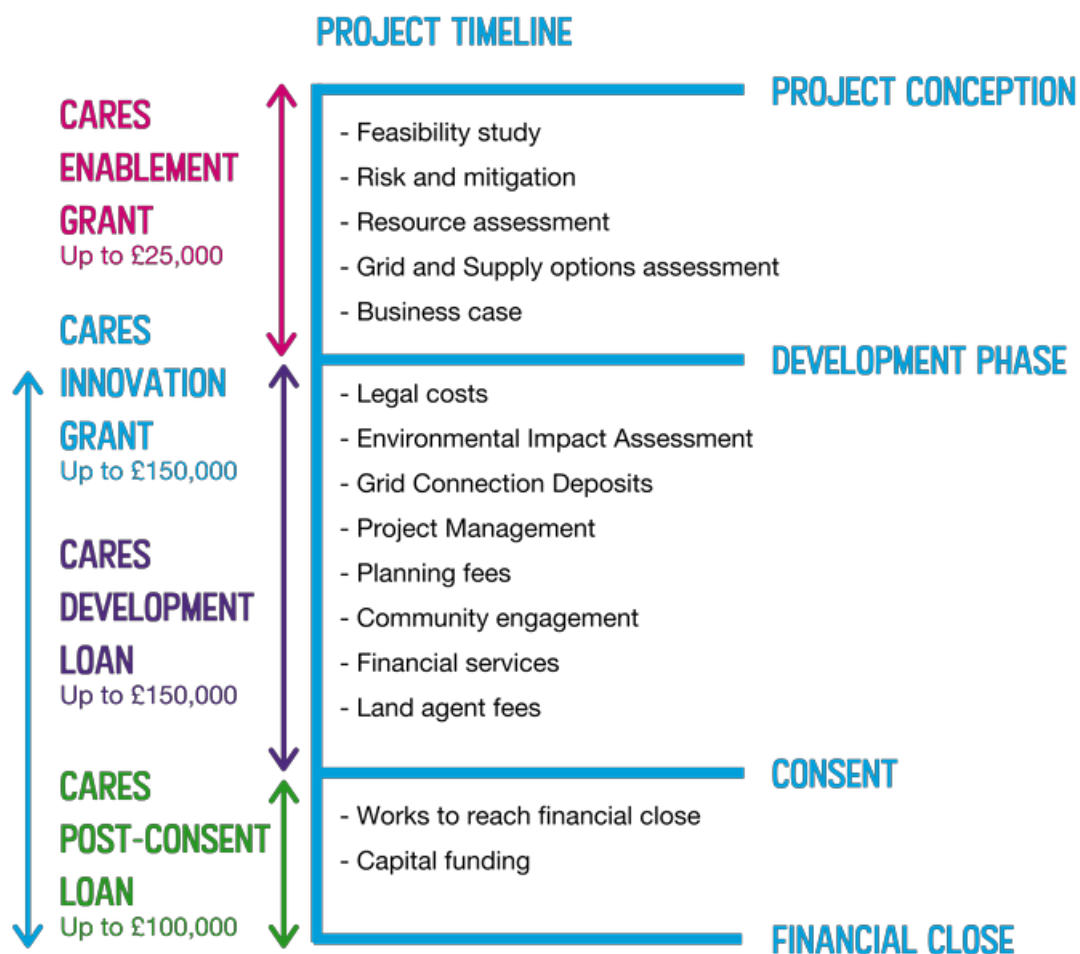 PROJECT TIMELINE
PROJECT CONCEPTION
CARES
ENABLEMENT
GRANT
Up to £25,000
- Feasibility study
- Risk and mitigation
- Resource assessment
- Grid and Supply options assessment
- Business case
DEVELOPMENT PHASE
CARES
INNOVATION
GRANT
Up to £150,000
- Legal costs
- Environmental Impact Assessment
- Grid Connection Deposits
- Project Management
- Planning fees
- Community engagement
- Financial services
- Land agent fees
CARES
DEVELOPMENT
LOAN
Up to £150,000
CONSENT
CARES
POST-CONSENT
LOAN
Up to £100,000
- Works to reach financial close
- Capital funding
FINANCIAL CLOSE